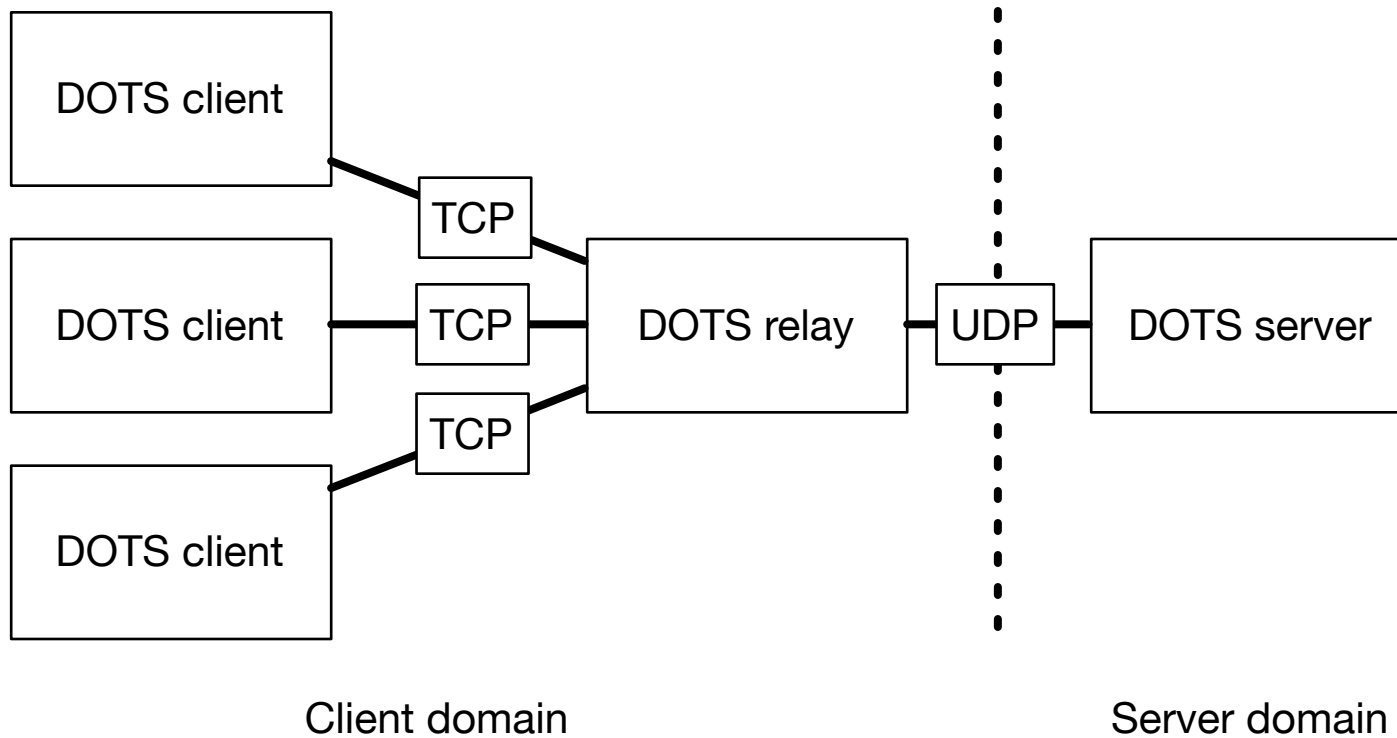 DOTS client
TCP
DOTS client
TCP
DOTS relay
UDP
DOTS server
TCP
DOTS client
Client domain
Server domain